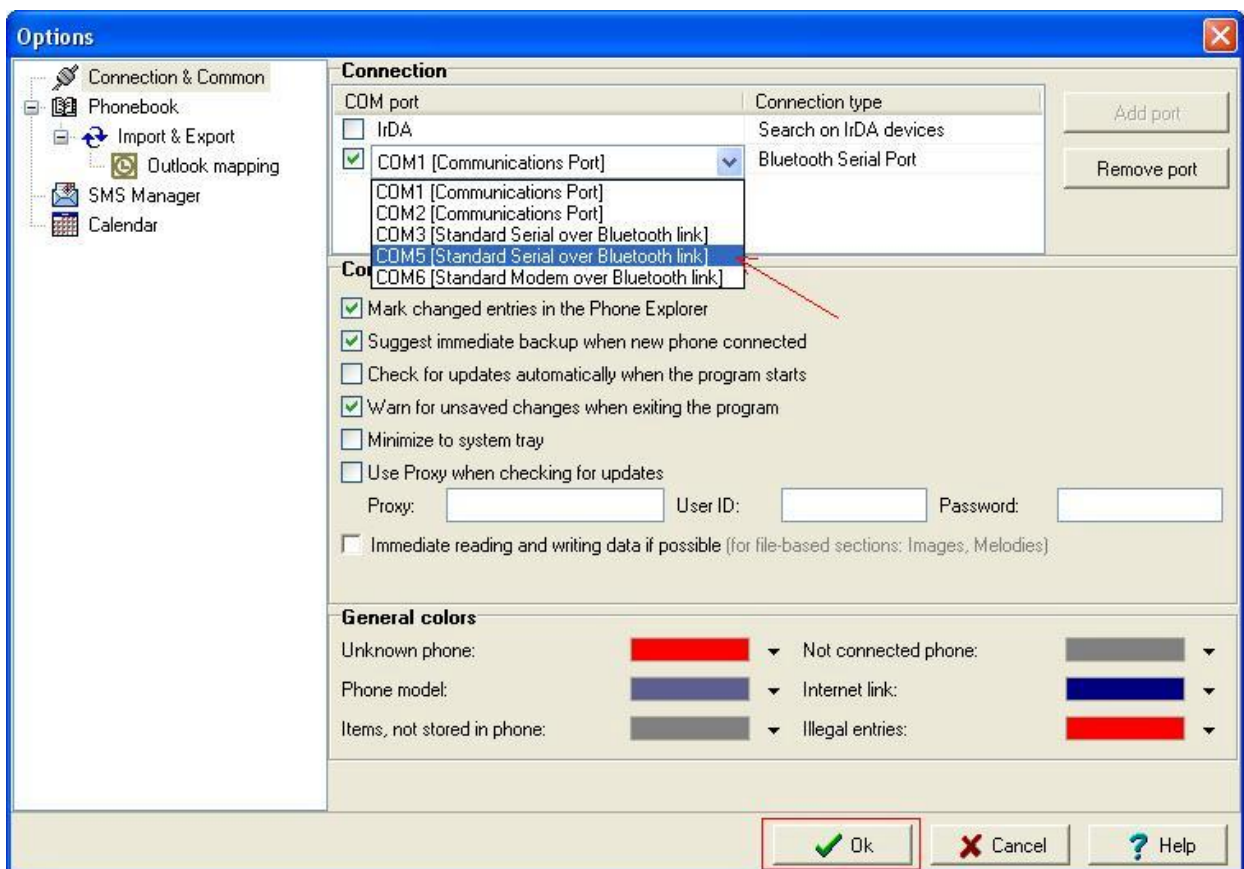 Options
Connection & Common
Phonebook
Import & Export
Outlook mapping
SMS Manager
Calendar
Connection
COM port Connection type
IrDA Search on IrDA devices
COM1 [Communications Port] Bluetooth Serial Port
COM1 [Communications Port]
COM2 [Communications Port]
COM3 [Standard Serial over Bluetooth link]
COM5 [Standard Serial over Bluetooth link]
COM6 [Standard Modem over Bluetooth link]
Add port
Remove port
Mark changed entries in the Phone Explorer
Suggest immediate backup when new phone connected
Check for updates automatically when the program starts
Warn for unsaved changes when exiting the program
Minimize to system tray
Use Proxy when checking for updates
Proxy: User ID: Password:
Immediate reading and writing data if possible (for file-based sections: Images, Melodies)
General colors
Unknown phone: Not connected phone:
Phone model: Internet link:
Items, not stored in phone: Illegal entries:
Ok Cancel Help